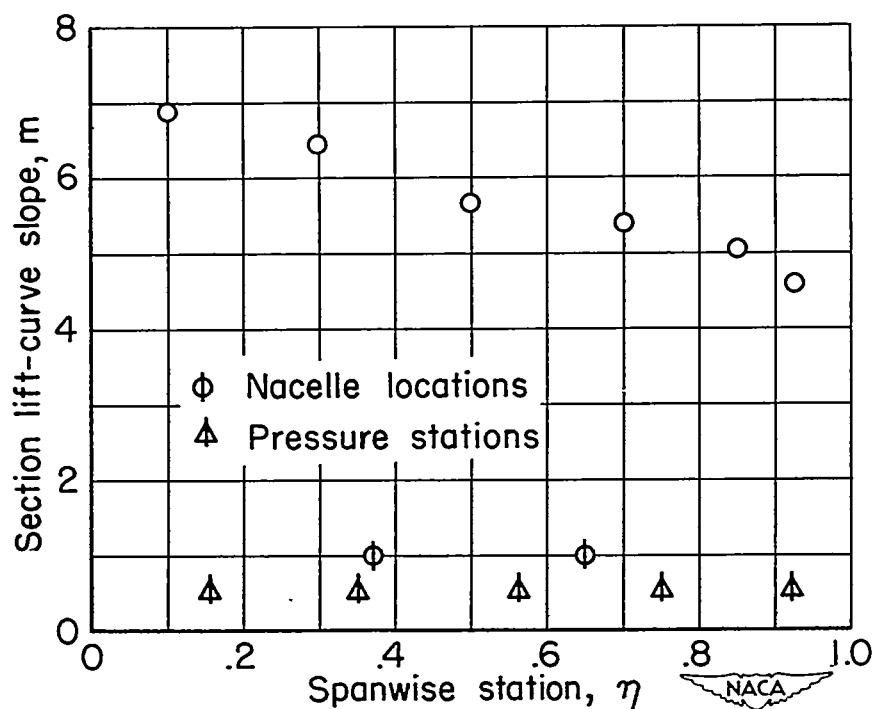 8
6
4
2
0
Section lift-curve slope, m
Nacelle locations
Pressure stations
0 .2 .4 .6 .8 1.0
Spanwise station, η
NACA